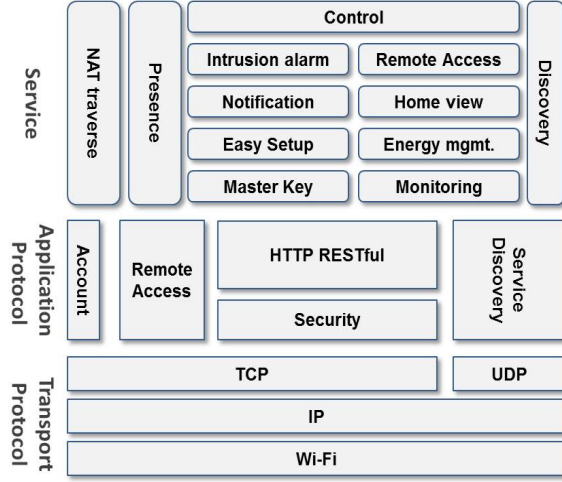 Service
NAT traverse
Presence
Control
Intrusion alarm
Remote Access
Notification
Home view
Easy Setup
Energy mgmt.
Master Key
Monitoring
Discovery
Application
Protocol
Account
Remote
Access
HTTP RESTful
Security
Service
Discovery
Transport
Protocol
TCP
UDP
IP
Wi-Fi